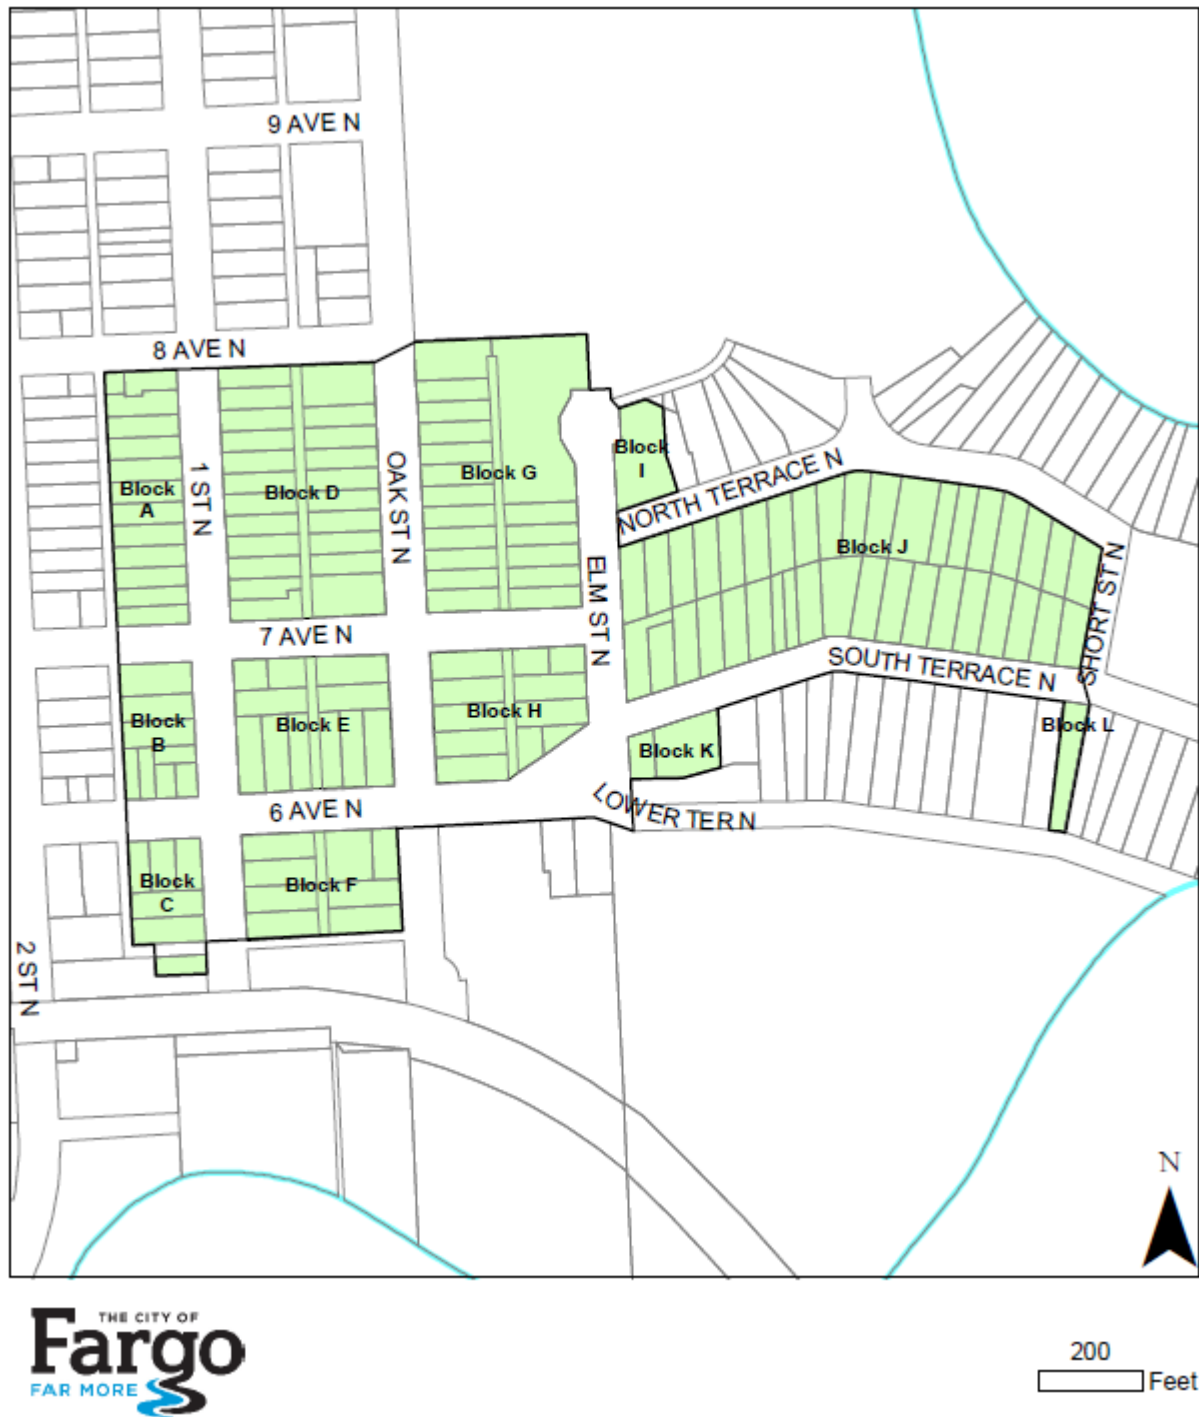 9 AVE N
8 AVE N
Block
A
1 ST N
Block D
OAK ST N
Block G
Block
I
NORTH TERRACE N
Block J
ELM ST N
SHORT ST N
7 AVE N
SOUTH TERRACE N
Block
B
Block E
Block H
Block K
Block L
6 AVE N
LOWER TER N
Block
C
Block F
2 ST N
N
THE CITY OF
Fargo
FAR MORE
200
Feet